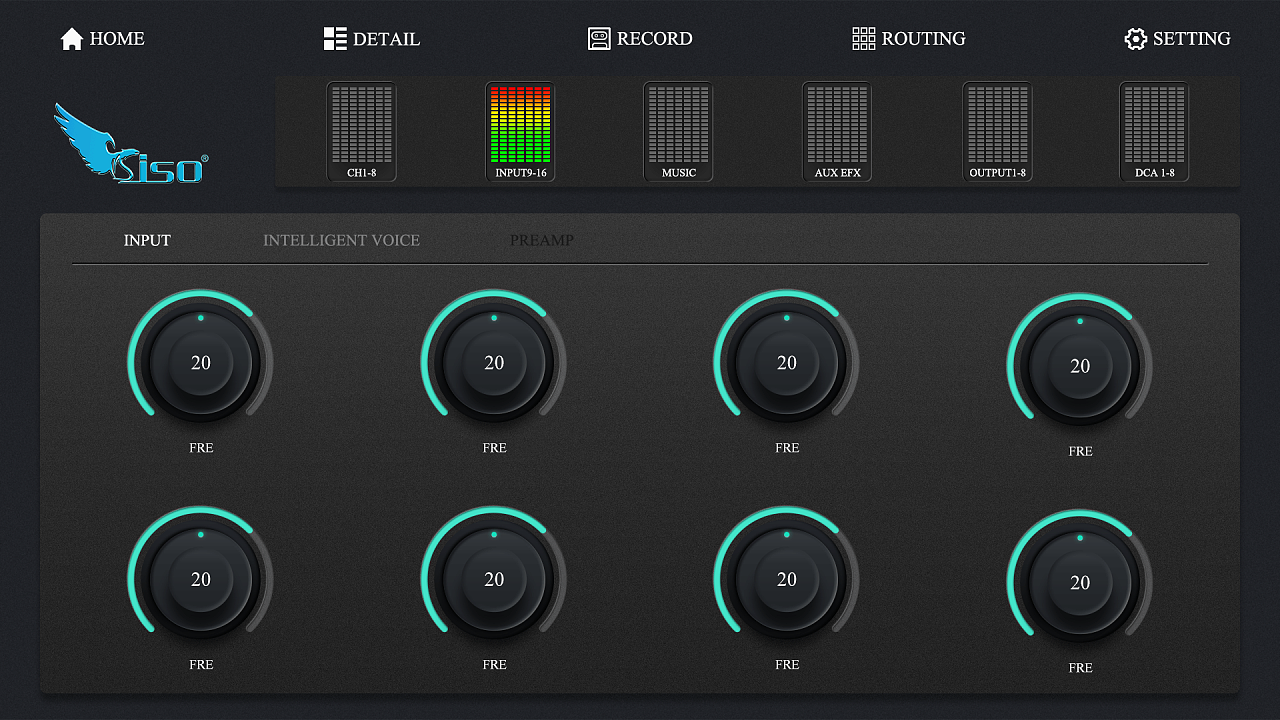 HOME DETAIL RECORD ROUTING SETTING
Siso®
CH1-8 INPUT9-16 MUSIC AUX EFX OUTPUT1-8 DCA 1-8
INPUT INTELLIGENT VOICE PREAMP
20 20 20 20
FRE FRE FRE FRE
20 20 20 20
FRE FRE FRE FRE